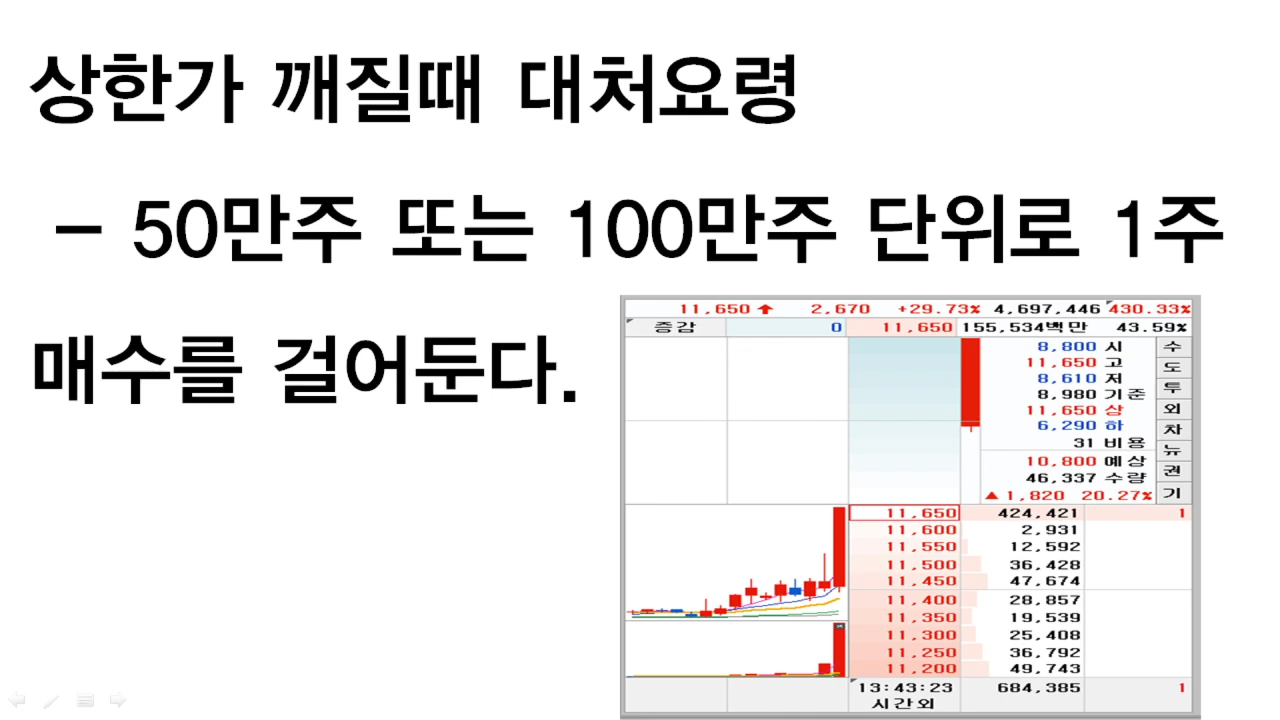 상한가 깨질때 대처요령
- 50만주 또는 100만주 단위로 1주
매수를 걸어둔다.
11,650 ↑ 2,670 +29.73% 4,697,446 430.33%
증감 0 11,650 155,534백만 43.59%
8,800 시 수
11,650 고 도
8,610 저 투
8,980 기준
11,650 상 외
6,290 하 차
31 비용 뉴
10,800 예상 권
46,337 수량
▲ 1,820 20.27% 기
11,650 424,421 1
11,600 2,931
11,550 12,592
11,500 36,428
11,450 47,674
11,400 28,857
11,350 19,539
11,300 25,408
11,250 36,792
11,200 49,743
13:43:23 684,385 1
시간외